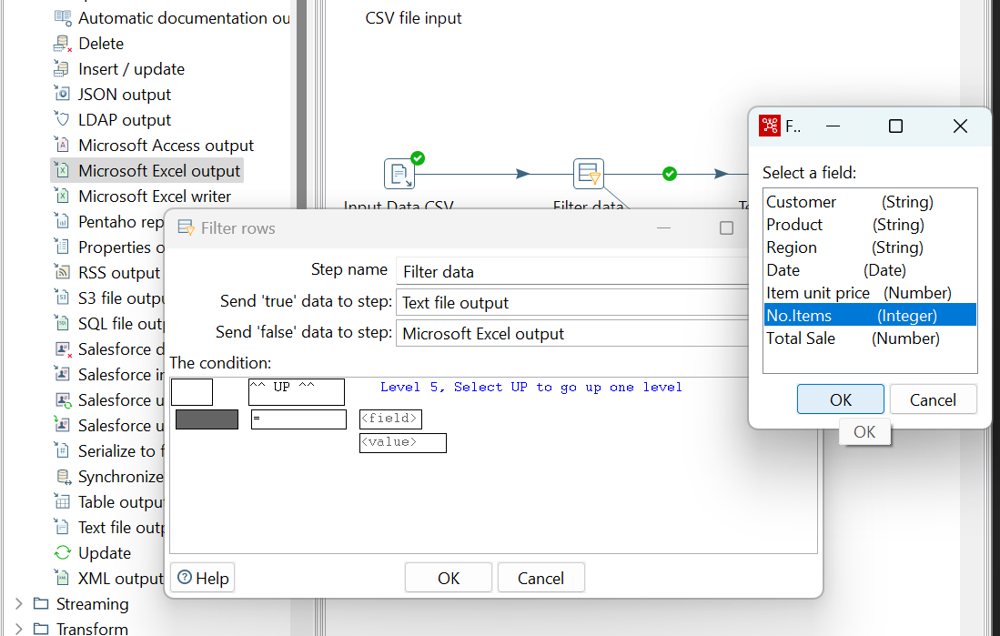 Automatic documentation ou
Delete
Insert / update
JSON output
LDAP output
Microsoft Access output
Microsoft Excel output
Microsoft Excel writer
Pentaho rep
Properties o
RSS output
S3 file outpu
SQL file outp
Salesforce d
Salesforce in
Salesforce u
Salesforce u
Serialize to f
Synchronize
Table output
Text file outp
Update
XML output
Streaming
Transform
CSV file input
Input Data CSV
Filter data
Filter rows
Step name
Filter data
Send 'true' data to step:
Text file output
Send 'false' data to step:
Microsoft Excel output
The condition:
^^ UP ^^
Level 5, Select UP to go up one level
=
<field>
<value>
Help
OK
Cancel
F..
Select a field:
Customer (String)
Product (String)
Region (String)
Date (Date)
Item unit price (Number)
No.Items (Integer)
Total Sale (Number)
OK
Cancel
OK